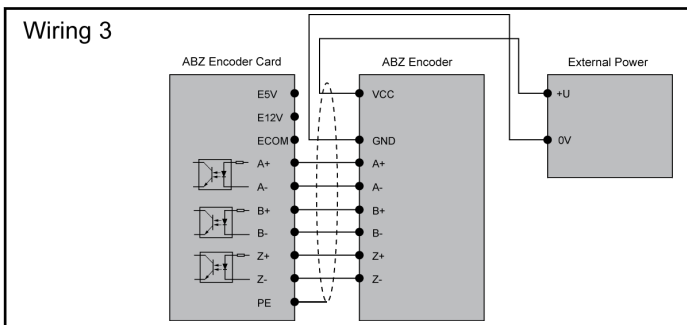 Wiring 3
ABZ Encoder Card
ABZ Encoder
External Power
E5V
VCC
+U
E12V
ECOM
GND
0V
A+
A+
A-
A-
B+
B+
B-
B-
Z+
Z+
Z-
Z-
PE